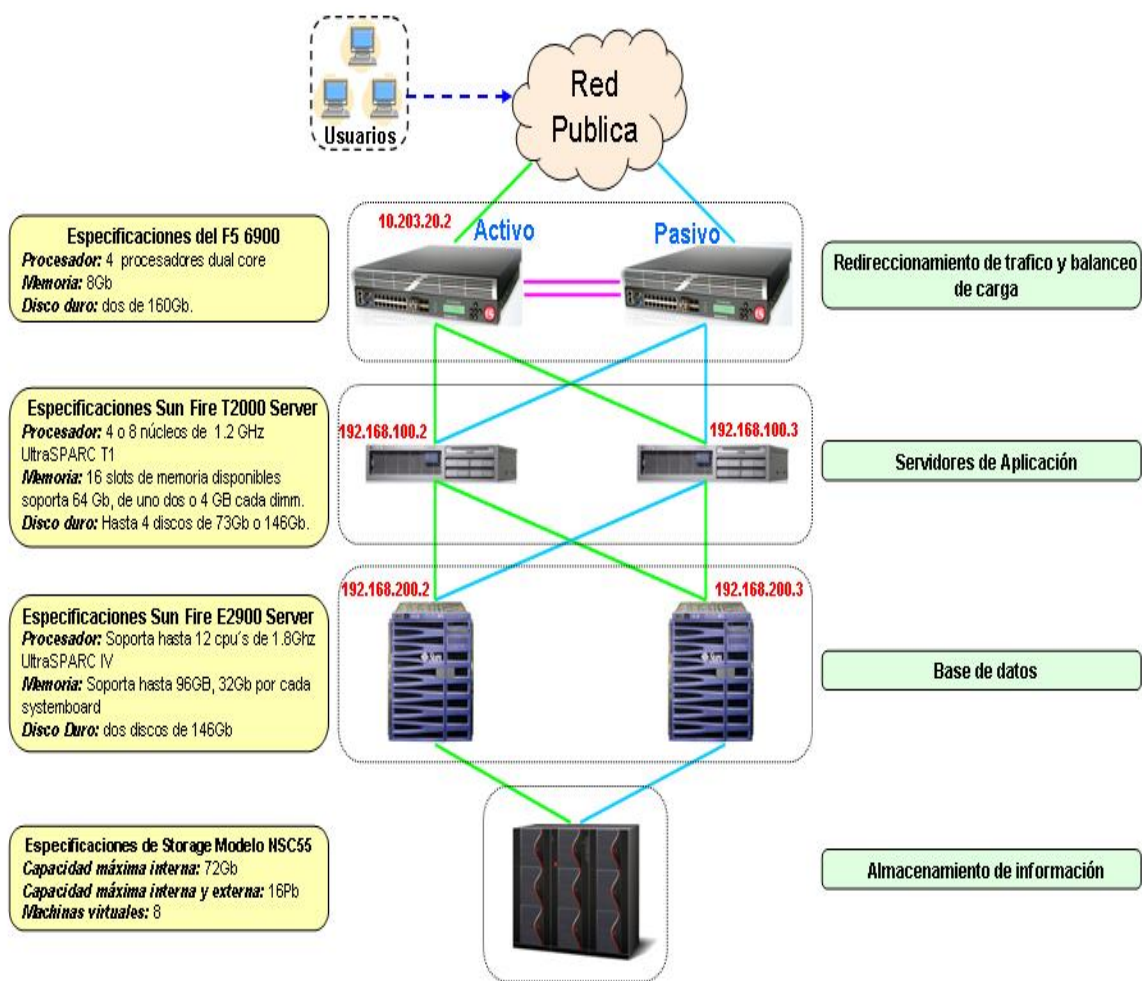 Usuarios
Red
Publica
10.203.20.2
Activo
Pasivo
Especificaciones del F5 6900
Procesador: 4 procesadores dual core
Memoria: 8Gb
Disco duro: dos de 160Gb.
Redireccionamiento de trafico y balanceo
de carga
Especificaciones Sun Fire T2000 Server
Procesador: 4 o 8 núcleos de 1.2 GHz
UltraSPARC T1
Memoria: 16 slots de memoria disponibles
soporta 64 Gb, de uno dos o 4 GB cada dimm.
Disco duro: Hasta 4 discos de 73Gb o 146Gb.
192.168.100.2
192.168.100.3
Servidores de Aplicación
Especificaciones Sun Fire E2900 Server
Procesador: Soporta hasta 12 cpu´s de 1.8Ghz
UltraSPARC IV
Memoria: Soporta hasta 96GB, 32Gb por cada
systemboard
Disco Duro: dos discos de 146Gb
192.168.200.2
192.168.200.3
Base de datos
Especificaciones de Storage Modelo NSC55
Capacidad máxima interna: 72Gb
Capacidad máxima interna y externa: 16Pb
Machinas virtuales: 8
Almacenamiento de información